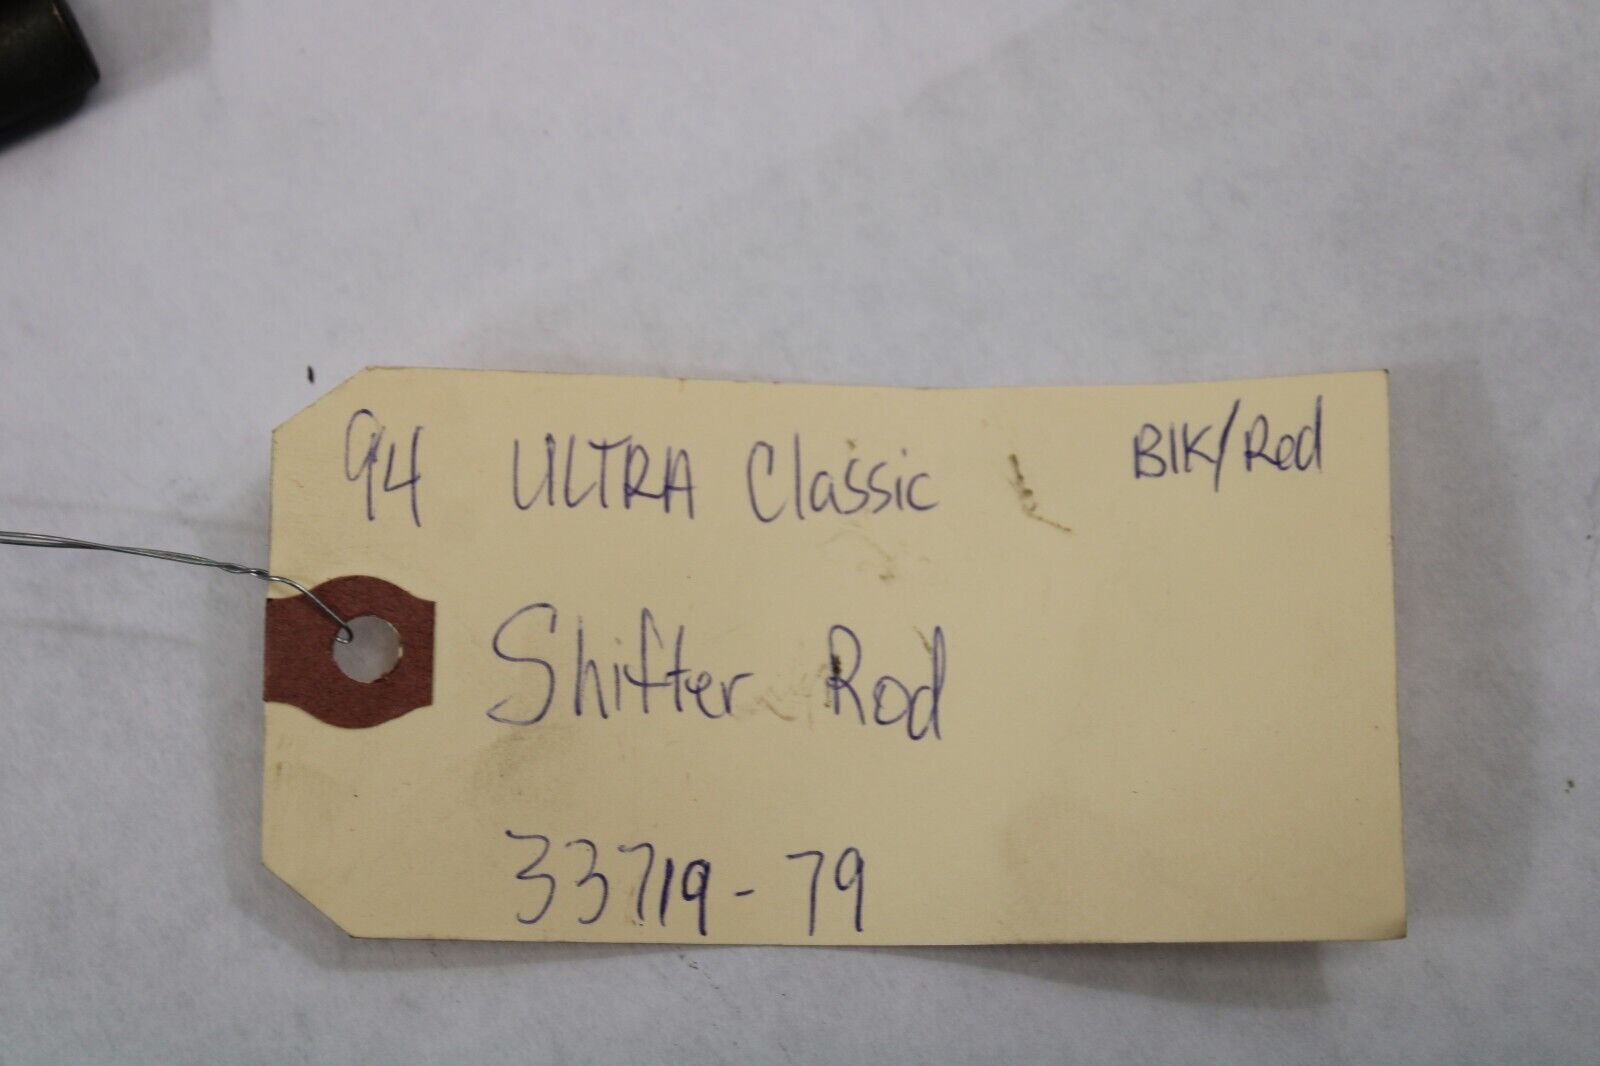 94 ULTRA Classic BlK/Red
Shifter Rod
33719-79